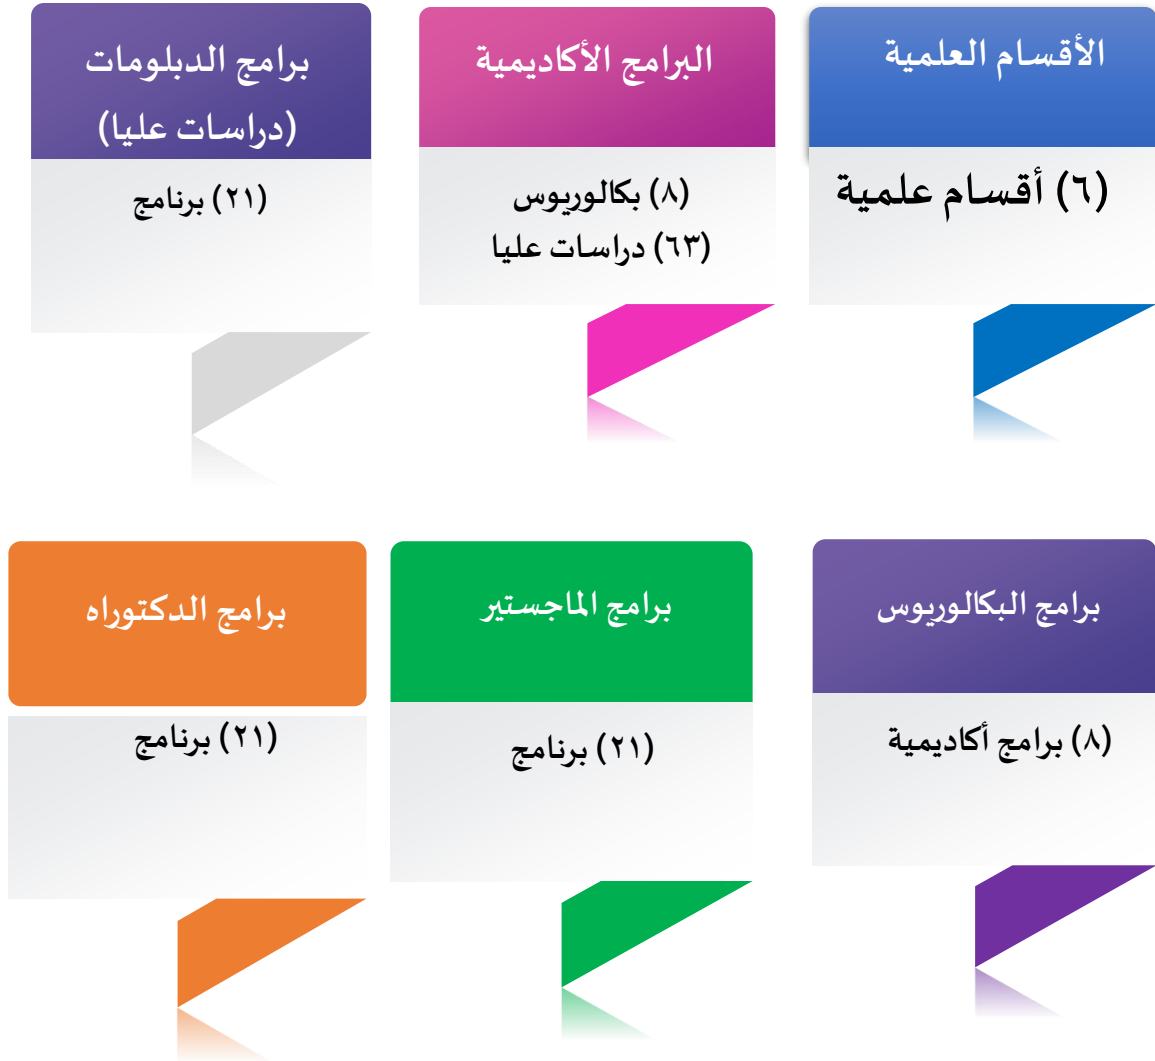 الأقسام العلمية
(٦) أقسام علمية
البرامج الأكاديمية
(٨) بكالوريوس
(٦٣) دراسات عليا
برامج الدبلومات
(دراسات عليا)
(٢١) برنامج
برامج البكالوريوس
(٨) برامج أكاديمية
برامج الماجستير
(٢١) برنامج
برامج الدكتوراه
(٢١) برنامج